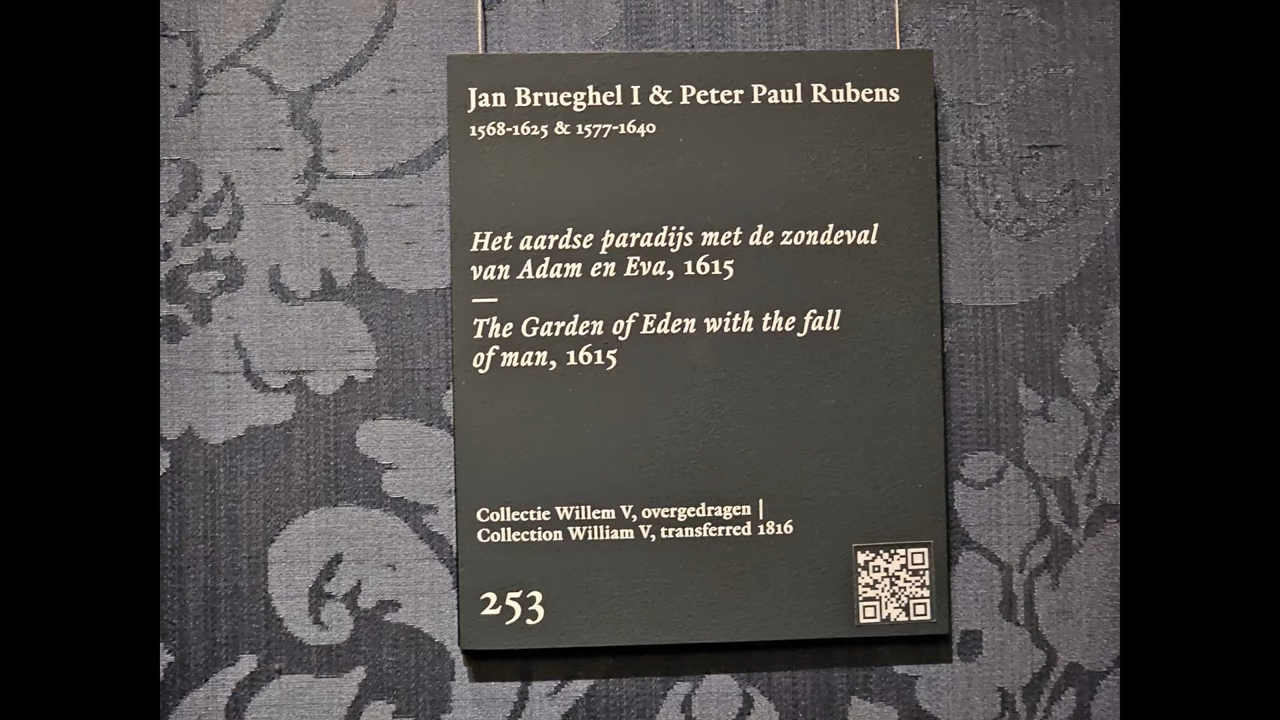 Jan Brueghel I & Peter Paul Rubens
1568-1625 & 1577-1640
Het aardse paradijs met de zondeval
van Adam en Eva, 1615
—
The Garden of Eden with the fall
of man, 1615
Collectie Willem V, overgedragen |
Collection William V, transferred 1816
253